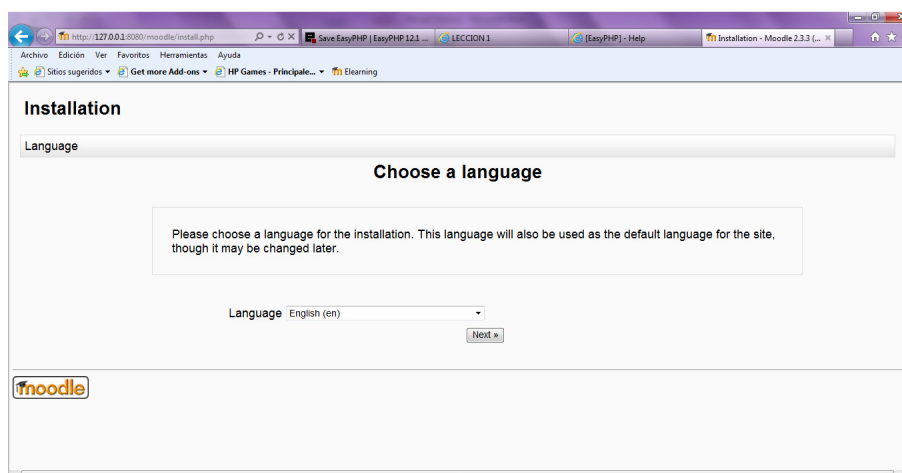 http://127.0.0.1:8080/moodle/install.php
Save EasyPHP | EasyPHP 12.1 ...
LECCION 1
[EasyPHP] - Help
Installation - Moodle 2.3.3 (...
Archivo Edición Ver Favoritos Herramientas Ayuda
Sitios sugeridos Get more Add-ons HP Games - Principale... Elearning
Installation
Language
Choose a language
Please choose a language for the installation. This language will also be used as the default language for the site,
though it may be changed later.
Language English (en)
Next »
moodle